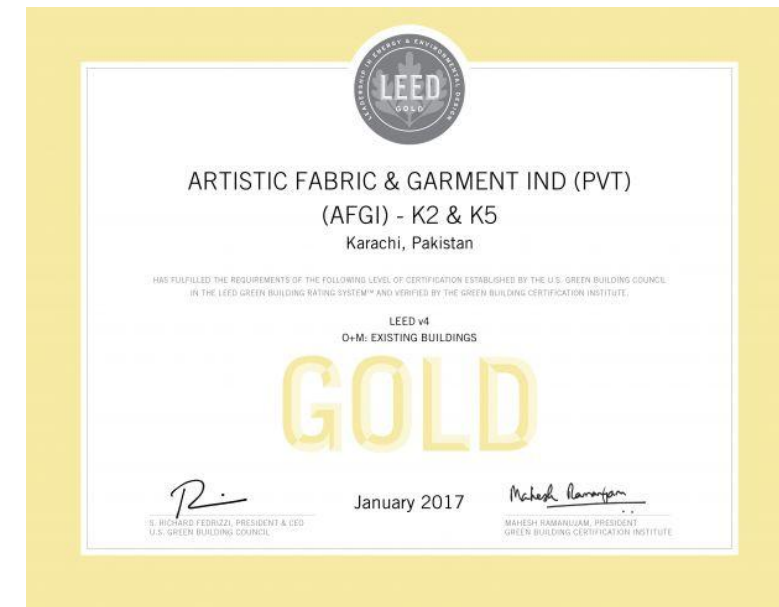 LEADERSHIP IN ENERGY & ENVIRONMENTAL DESIGN
LEED
GOLD
ARTISTIC FABRIC & GARMENT IND (PVT)
(AFGI) - K2 & K5
Karachi, Pakistan
HAS FULFILLED THE REQUIREMENTS OF THE FOLLOWING LEVEL OF CERTIFICATION ESTABLISHED BY THE U.S. GREEN BUILDING COUNCIL
IN THE LEED GREEN BUILDING RATING SYSTEM™ AND VERIFIED BY THE GREEN BUILDING CERTIFICATION INSTITUTE.
LEED v4
O+M: EXISTING BUILDINGS
GOLD
January 2017
Mahesh Ramanujam
S. RICHARD FEDRIZZI, PRESIDENT & CEO
U.S. GREEN BUILDING COUNCIL
MAHESH RAMANUJAM, PRESIDENT
GREEN BUILDING CERTIFICATION INSTITUTE